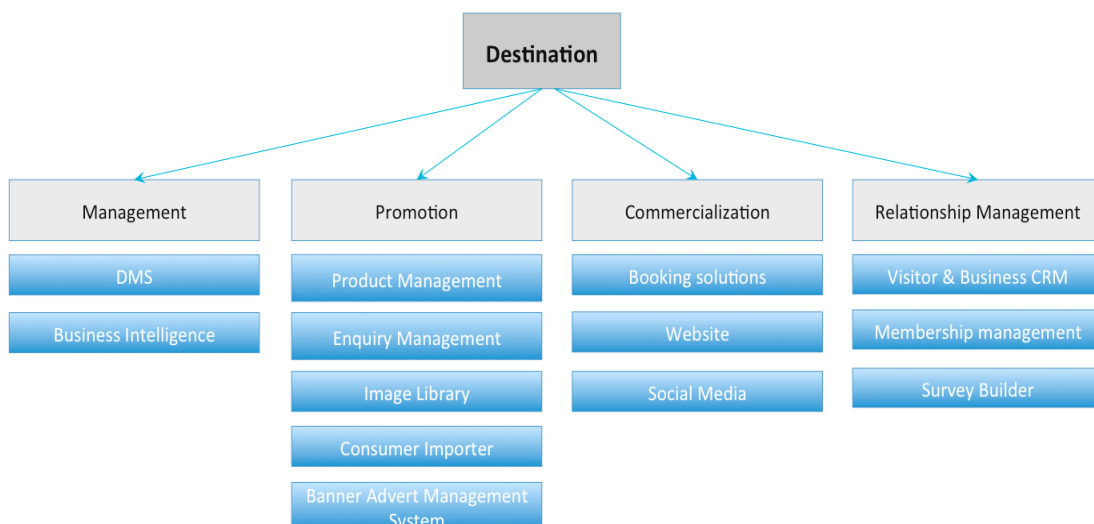 Destination
Management
Promotion
Commercialization
Relationship Management
DMS
Product Management
Booking solutions
Visitor & Business CRM
Business Intelligence
Enquiry Management
Website
Membership management
Image Library
Social Media
Survey Builder
Consumer Importer
Banner Advert Management
System